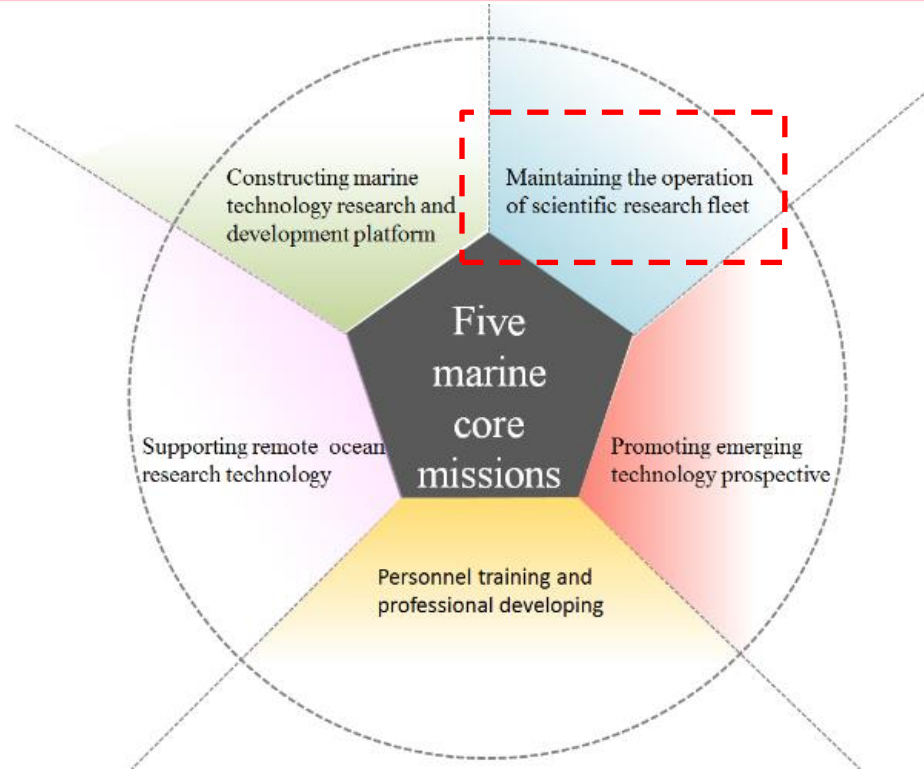 Constructing marine
technology research and
development platform
Maintaining the operation
of scientific research fleet
Five
marine
core
missions
Supporting remote ocean
research technology
Promoting emerging
technology prospective
Personnel training and
professional developing